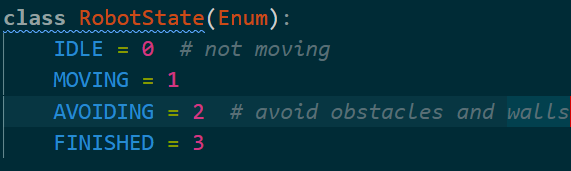 class RobotState(Enum):
    IDLE = 0  # not moving
    MOVING = 1
    AVOIDING = 2  # avoid obstacles and walls
    FINISHED = 3